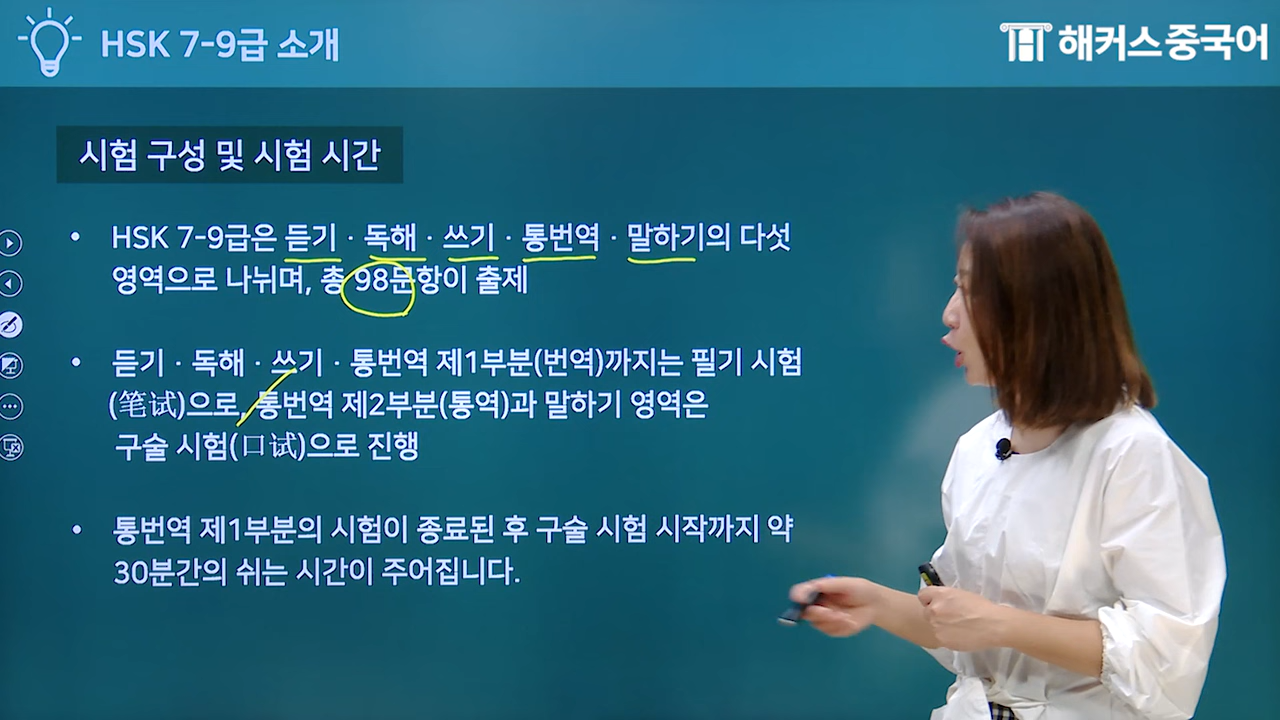 HSK 7-9급 소개
해커스중국어
시험 구성 및 시험 시간
• HSK 7-9급은 듣기 · 독해 · 쓰기 · 통번역 · 말하기의 다섯
영역으로 나뉘며, 총 98문항이 출제
• 듣기 · 독해 · 쓰기 · 통번역 제1부분(번역)까지는 필기 시험
(笔试)으로, 통번역 제2부분(통역)과 말하기 영역은
구술 시험(口试)으로 진행
• 통번역 제1부분의 시험이 종료된 후 구술 시험 시작까지 약
30분간의 쉬는 시간이 주어집니다.